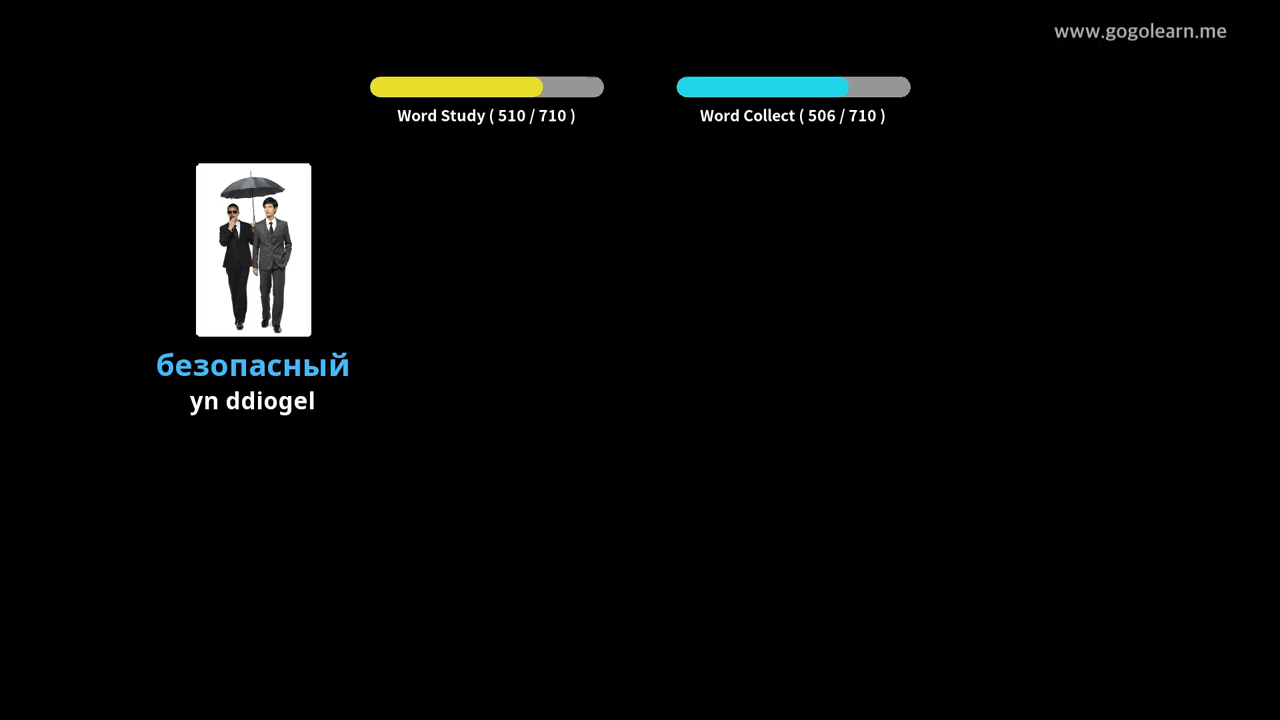 www.gogolearn.me
Word Study ( 510 / 710 )
Word Collect ( 506 / 710 )
безопасный
yn ddiogel